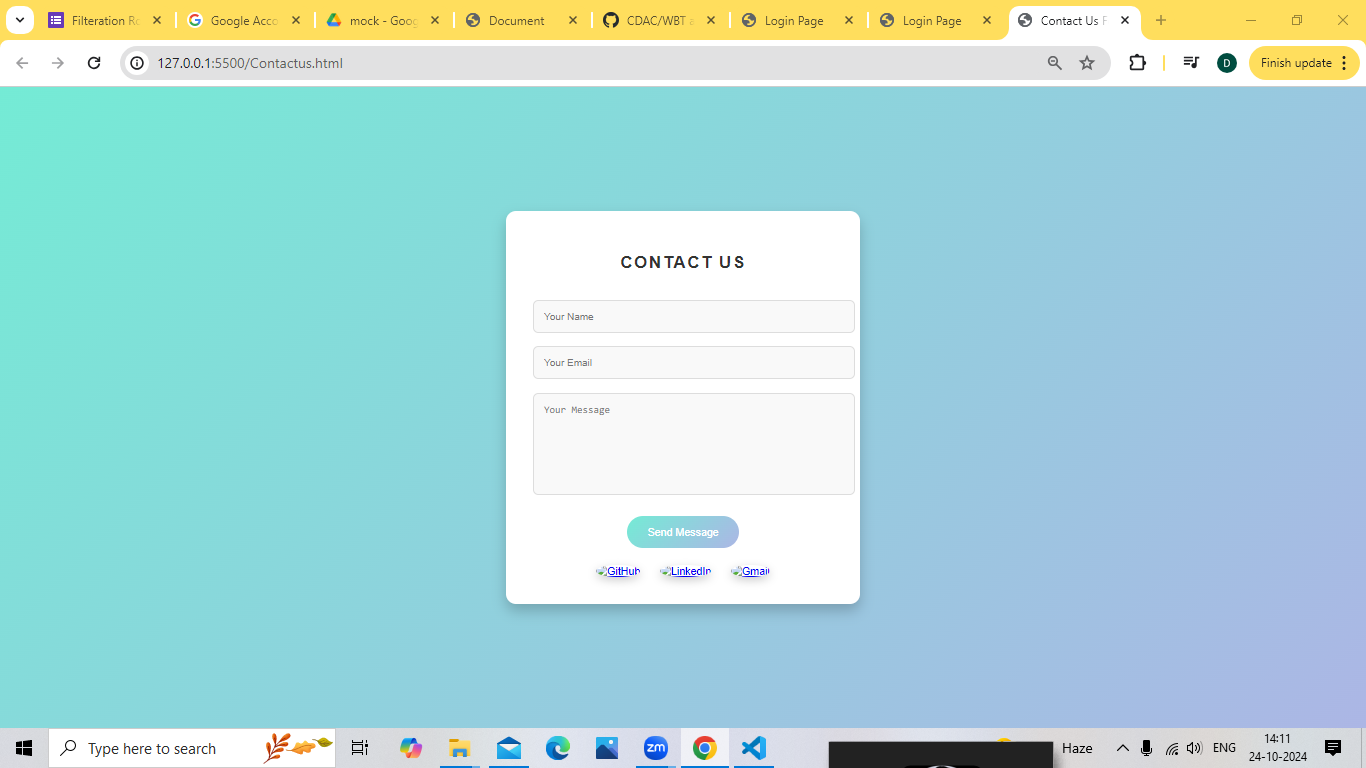 Filteration Ro
Google Acco
mock - Goog
Document
CDAC/WBT a
Login Page
Login Page
Contact Us F
127.0.0.1:5500/Contactus.html
D
Finish update
CONTACT US
Your Name
Your Email
Your Message
Send Message
GitHub
LinkedIn
Gmail
Type here to search
zm
Haze
ENG
14:11
24-10-2024